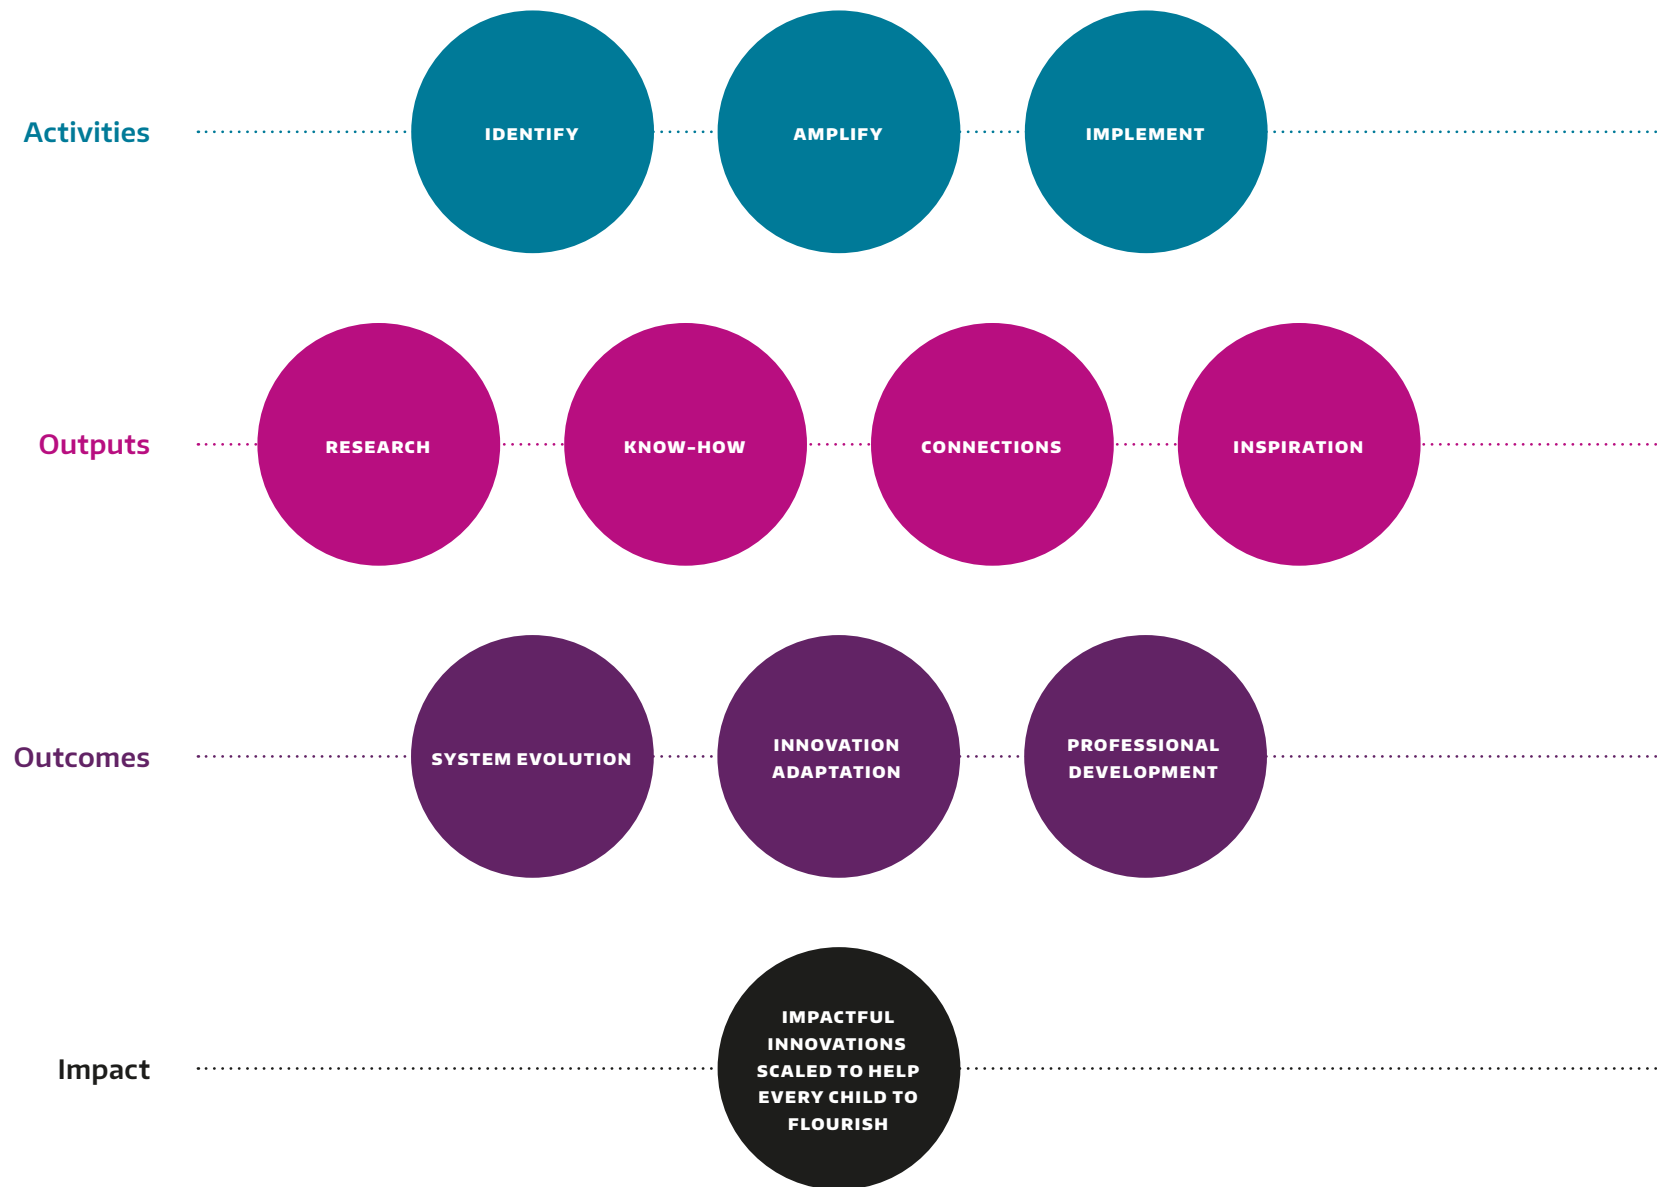 Activities
IDENTIFY
AMPLIFY
IMPLEMENT
Outputs
RESEARCH
KNOW-HOW
CONNECTIONS
INSPIRATION
Outcomes
SYSTEM EVOLUTION
INNOVATION
ADAPTATION
PROFESSIONAL
DEVELOPMENT
Impact
IMPACTFUL
INNOVATIONS
SCALED TO HELP
EVERY CHILD TO
FLOURISH